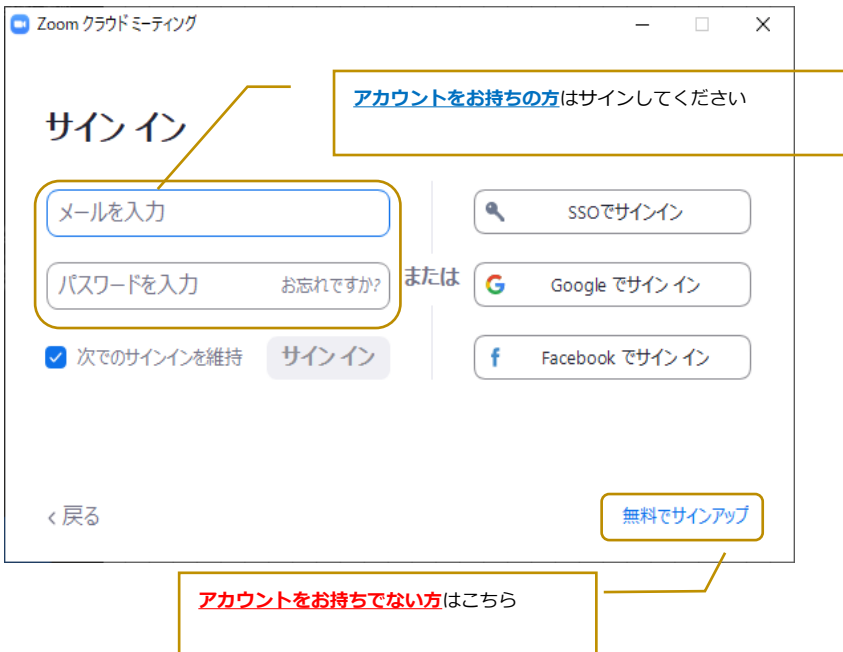 Zoom クラウド ミーティング
アカウントをお持ちの方はサインしてください
サイン イン
メールを入力
パスワードを入力 お忘れですか?
次でのサインインを維持 サイン イン
または
SSOでサインイン
Google でサイン イン
Facebook でサイン イン
戻る
無料でサインアップ
アカウントをお持ちでない方はこちら